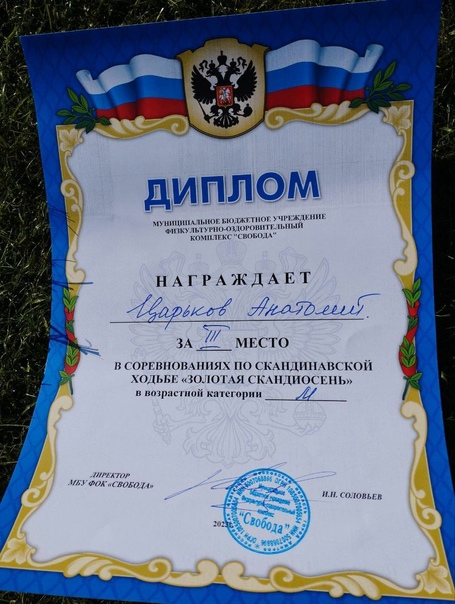 ДИПЛОМ
МУНИЦИПАЛЬНОЕ БЮДЖЕТНОЕ УЧРЕЖДЕНИЕ
ФИЗКУЛЬТУРНО-ОЗДОРОВИТЕЛЬНЫЙ
КОМПЛЕКС "СВОБОДА"
НАГРАЖДАЕТ
Царьков Анатолий.
ЗА III МЕСТО
В СОРЕВНОВАНИЯХ ПО СКАНДИНАВСКОЙ
ХОДЬБЕ «ЗОЛОТАЯ СКАНДИОСЕНЬ»
в возрастной категории М
ДИРЕКТОР
МБУ ФОК «СВОБОДА»
И.Н. СОЛОВЬЕВ
"Свобода"